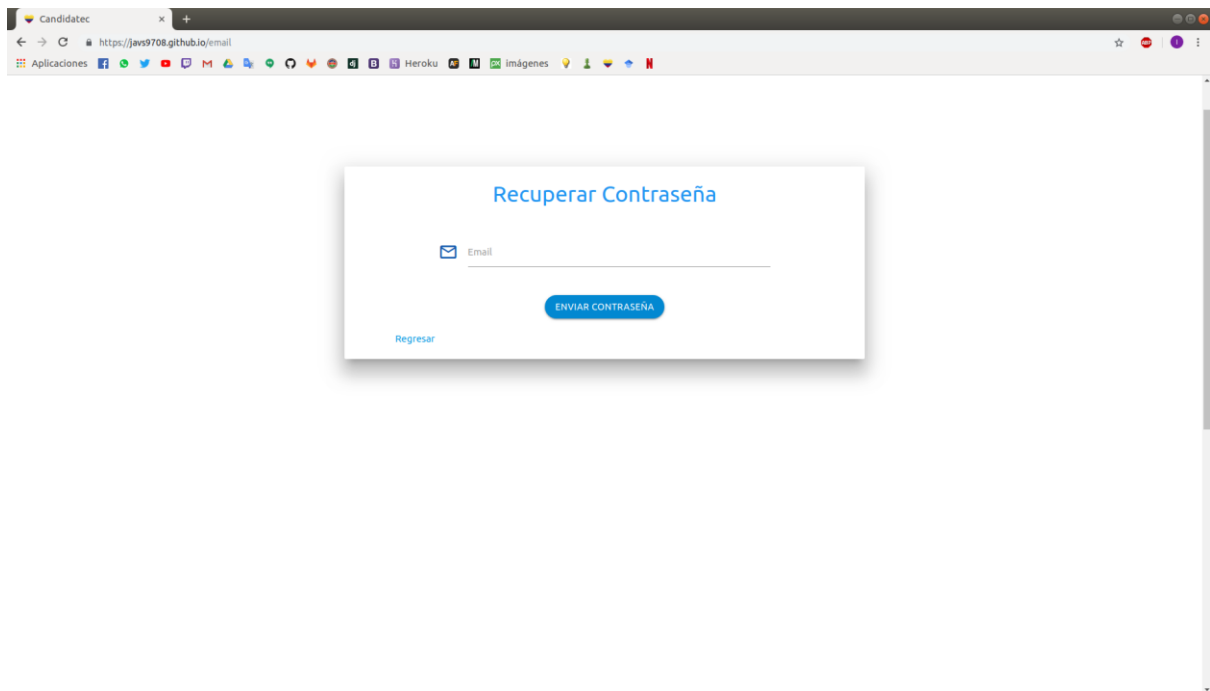 Candidatec
https://javs9708.github.io/email
Aplicaciones Heroku imágenes
Recuperar Contraseña
Email
ENVIAR CONTRASEÑA
Regresar